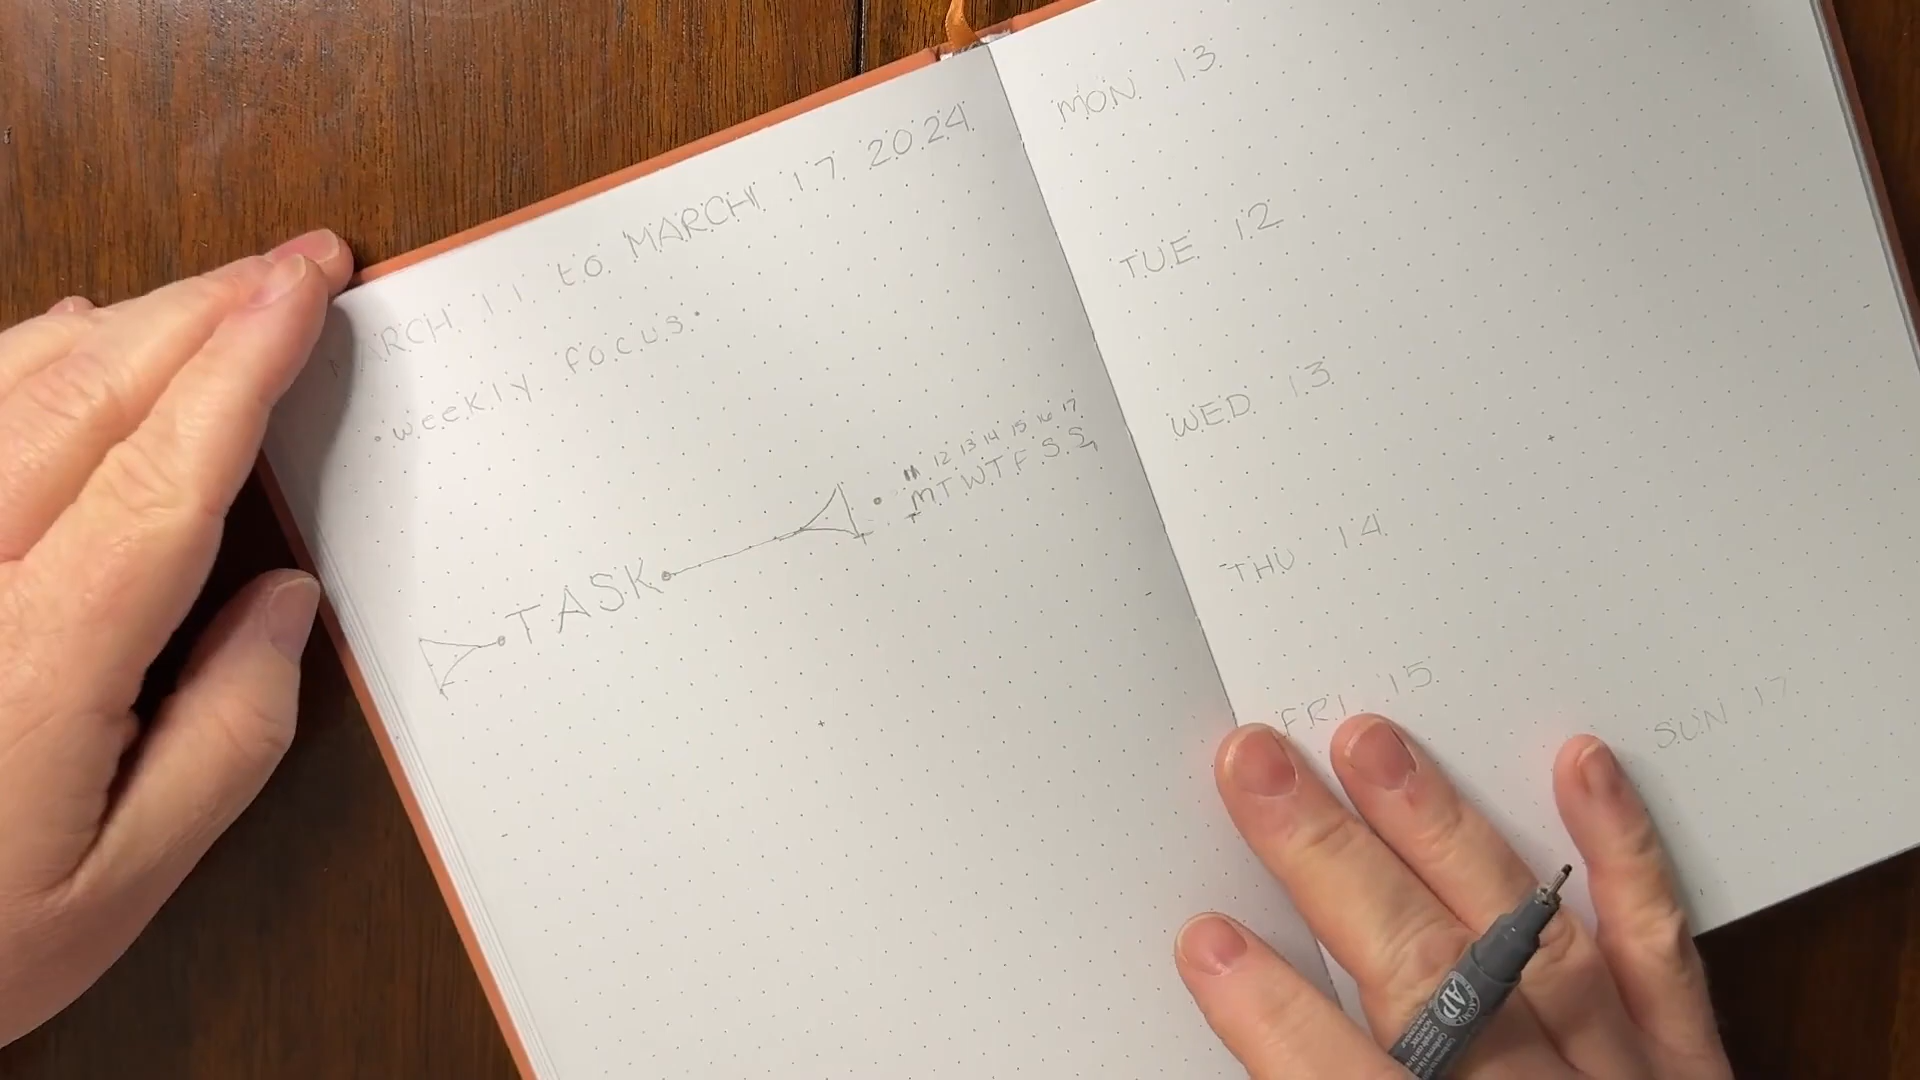 MARCH 11 to MARCH 17 2024
• weekly focus •
11 12 13 14 15 16 17
M T W T F S S
TASK
MON 13
TUE 12
WED 13
THU 14
FRI 15
SUN 17
AP